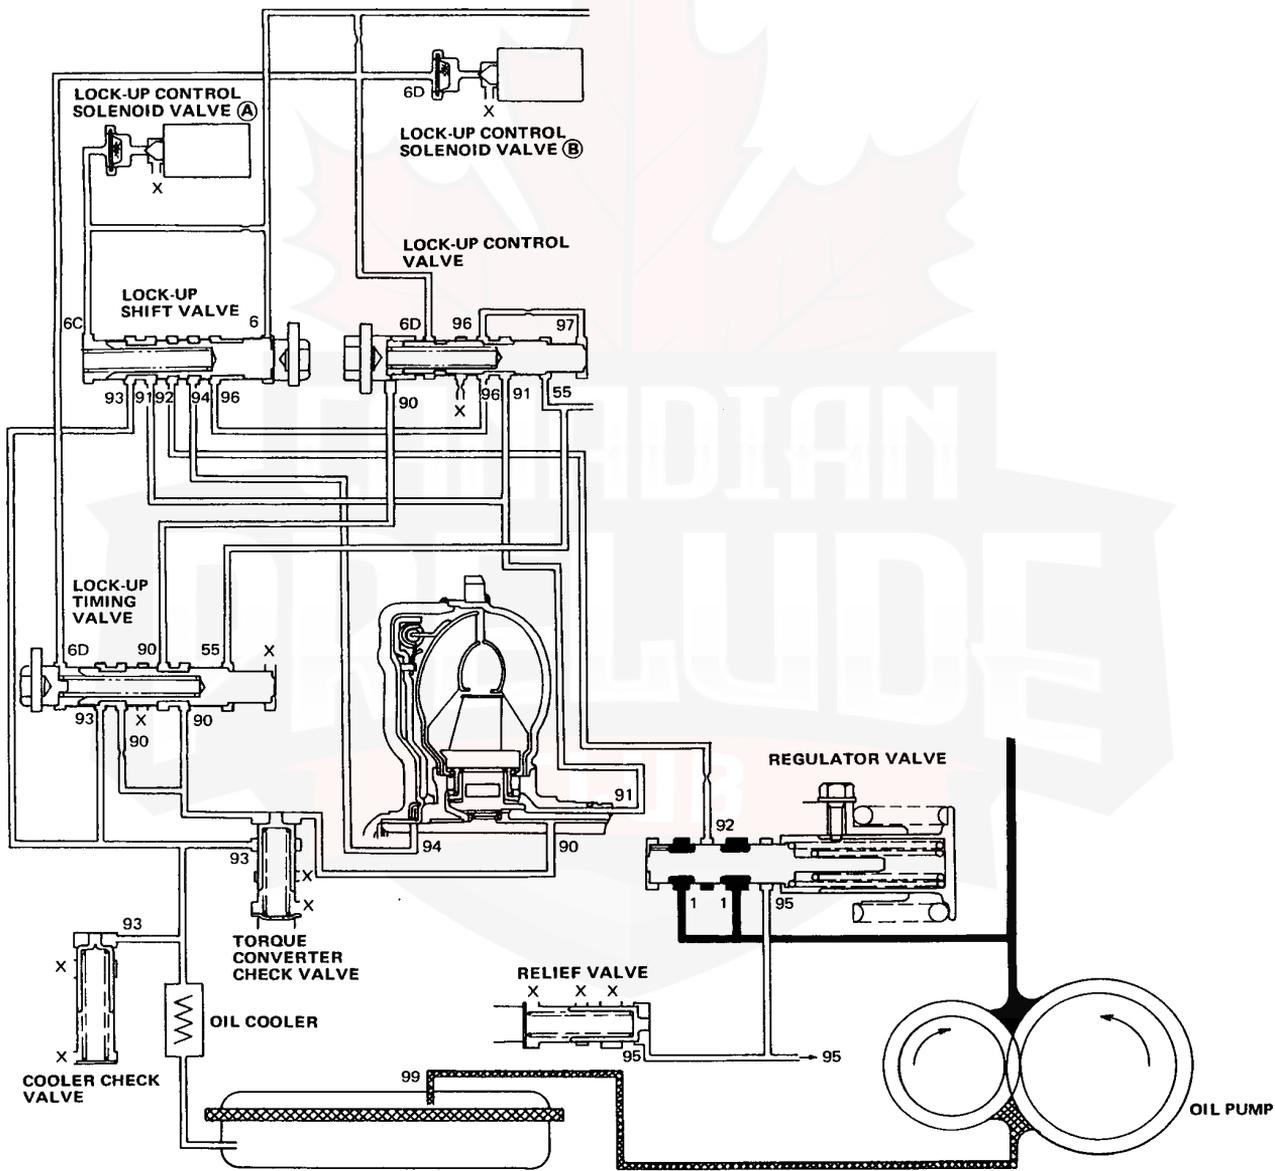 6D
LOCK-UP CONTROL
SOLENOID VALVE Ⓐ
X
LOCK-UP CONTROL
SOLENOID VALVE Ⓑ
X
LOCK-UP CONTROL
VALVE
LOCK-UP
SHIFT VALVE
6C
6
6D
96
97
93
91
92
94
96
90
X
96
91
55
CANADIAN
PRELUDE
CLUB
LOCK-UP
TIMING
VALVE
6D
90
55
X
93
X
90
90
REGULATOR VALVE
91
92
93
X
94
90
X
1
1
95
93
TORQUE
CONVERTER
CHECK VALVE
X
RELIEF VALVE
X
X
X
OIL COOLER
X
95
95
COOLER CHECK
VALVE
99
OIL PUMP